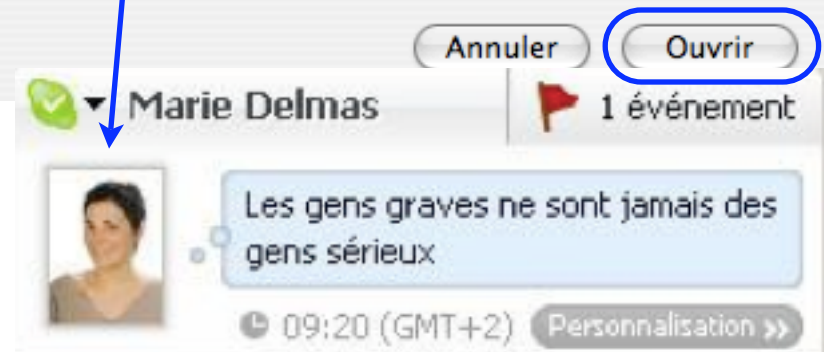 Annuler Ouvrir
Marie Delmas 1 événement
Les gens graves ne sont jamais des
gens sérieux
09:20 (GMT+2) Personnalisation >>